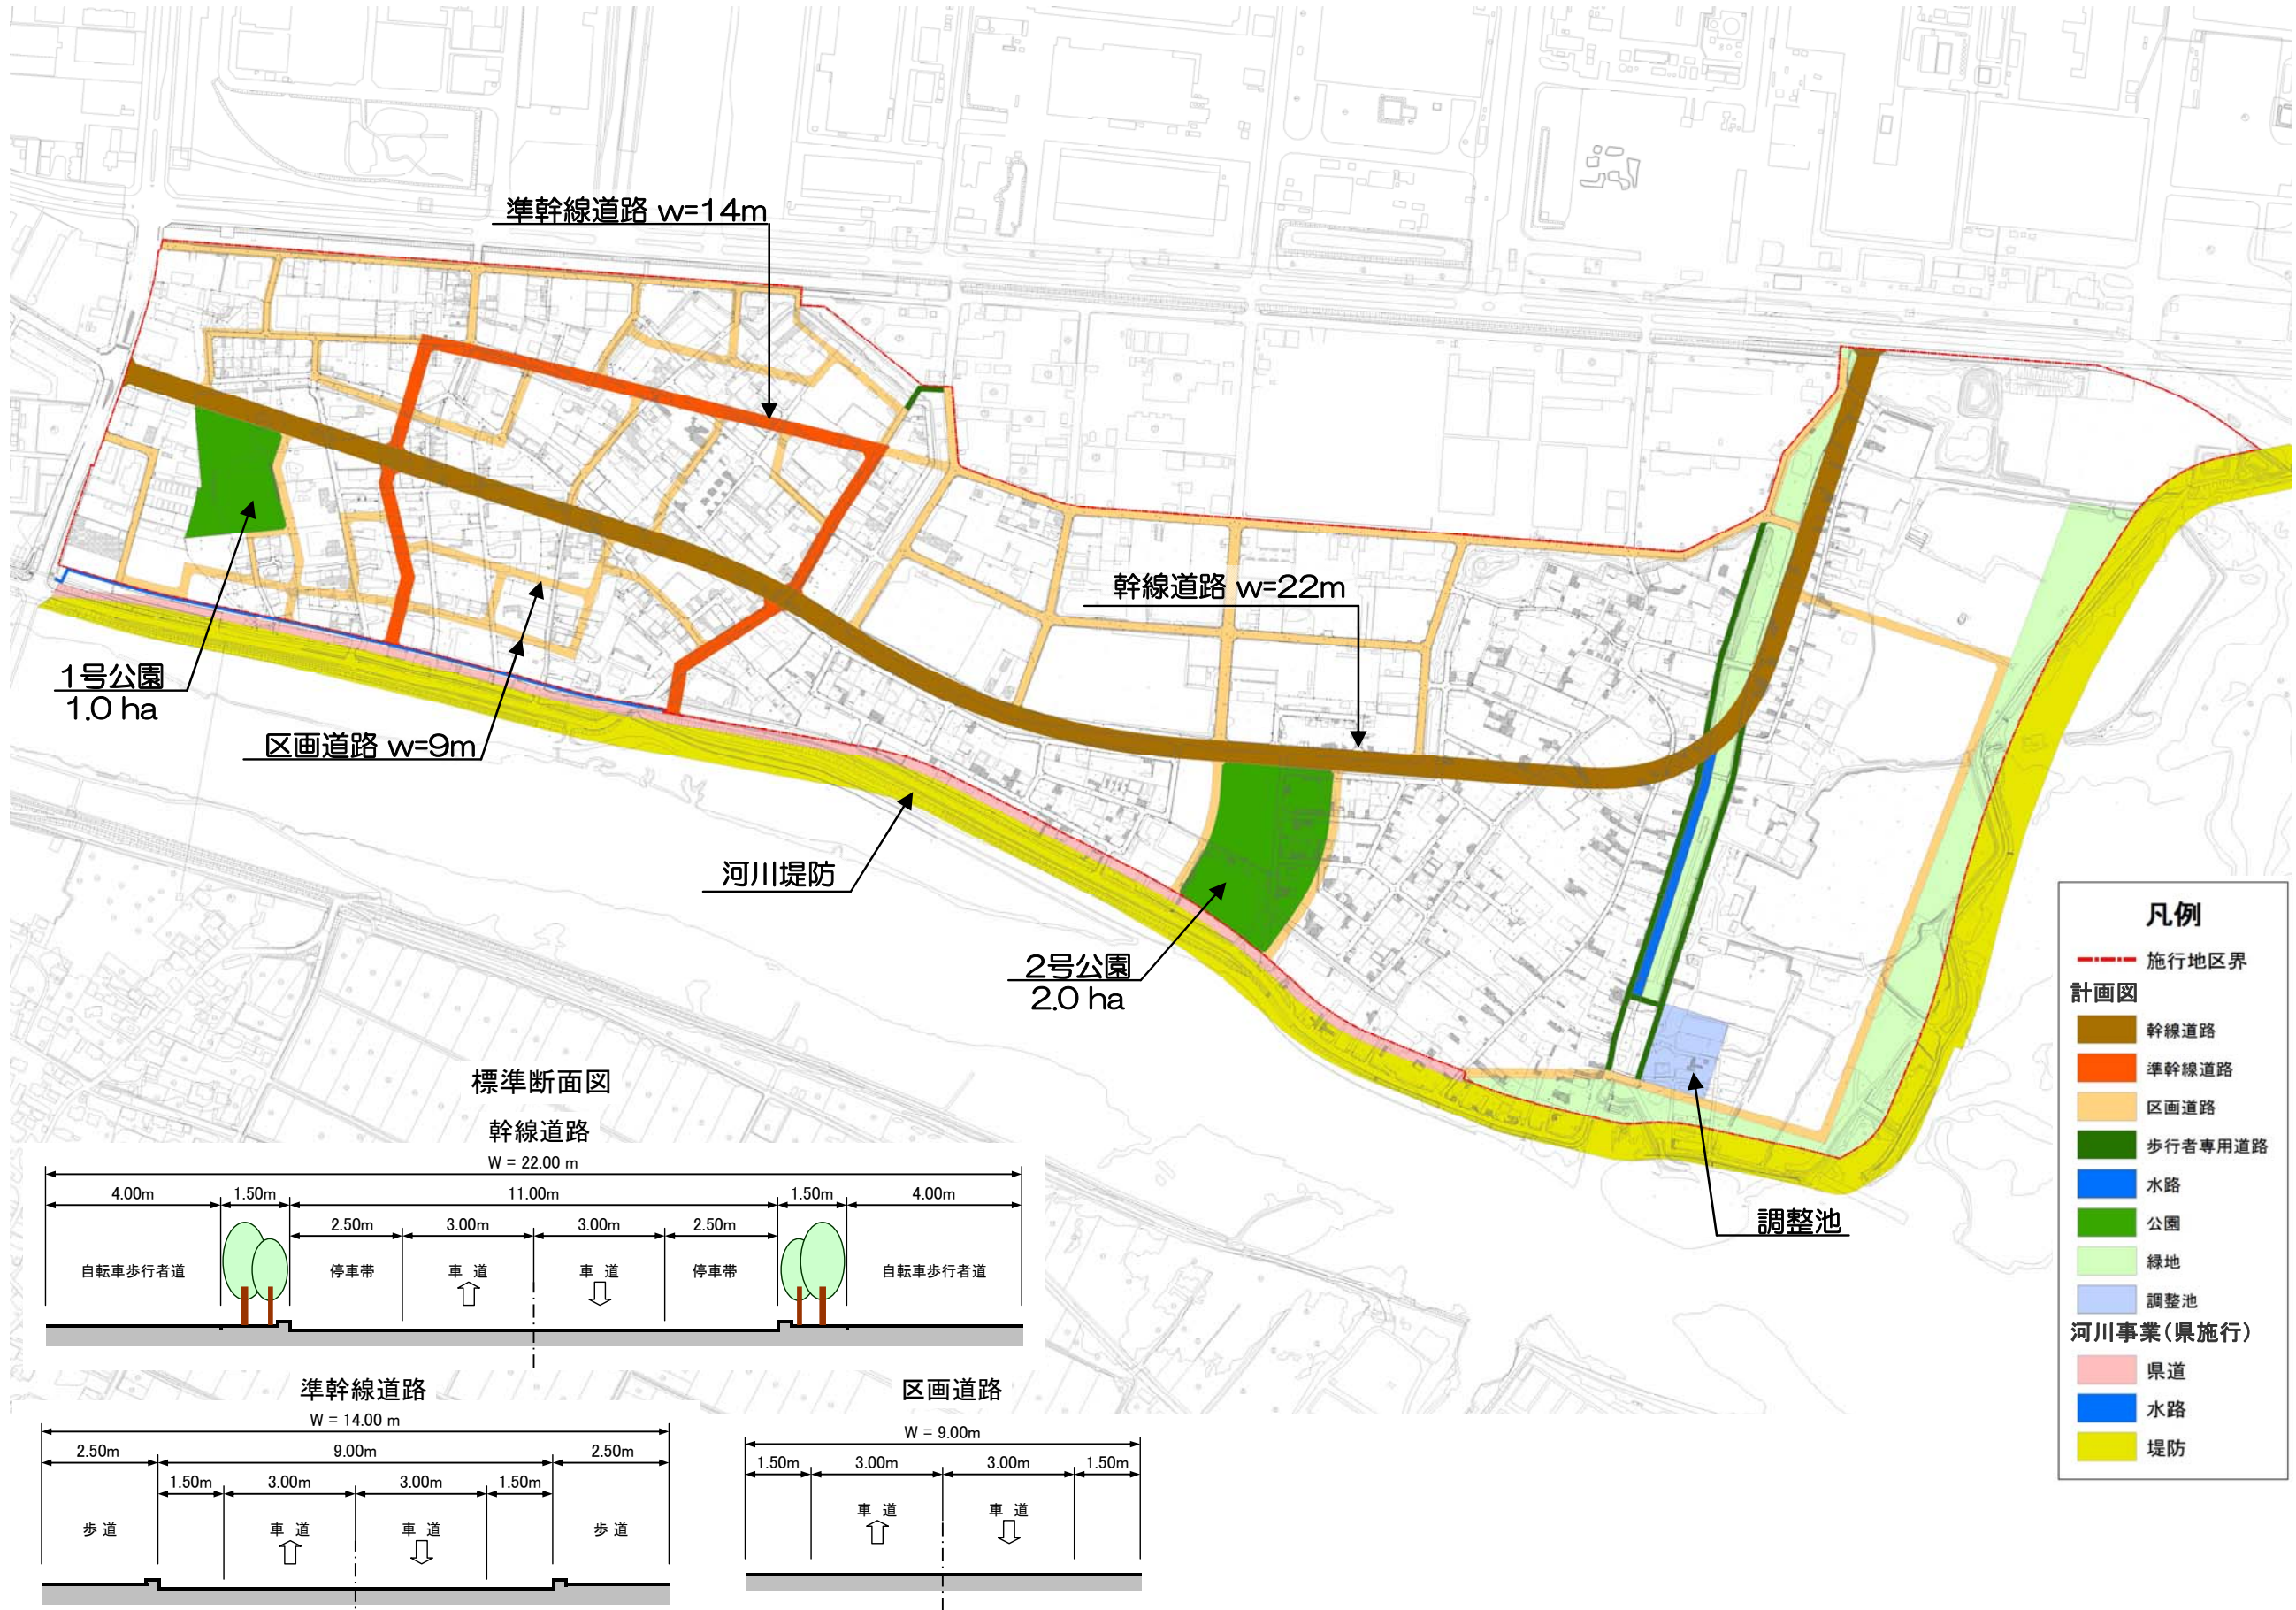 準幹線道路 w=14m
幹線道路 w=22m
1号公園
1.0 ha
区画道路 w=9m
河川堤防
2号公園
2.0 ha
調整池
凡例
施行地区界
計画図
幹線道路
準幹線道路
区画道路
歩行者専用道路
水路
公園
緑地
調整池
河川事業(県施行)
県道
水路
堤防
標準断面図
幹線道路
W = 22.00 m
4.00m 1.50m 11.00m 1.50m 4.00m
2.50m 3.00m 3.00m 2.50m
自転車歩行者道 停車帯 車 道 車 道 停車帯 自転車歩行者道
準幹線道路
W = 14.00 m
2.50m 9.00m 2.50m
1.50m 3.00m 3.00m 1.50m
歩 道 車 道 車 道 歩 道
区画道路
W = 9.00m
1.50m 3.00m 3.00m 1.50m
車 道 車 道